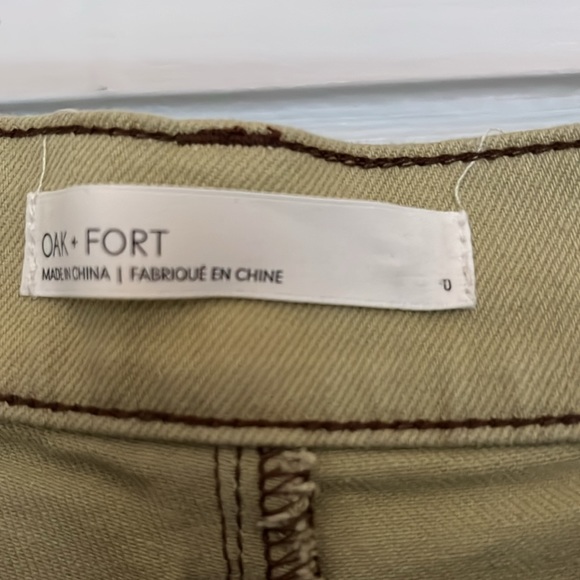 OAK + FORT
MADE IN CHINA | FABRIQUÉ EN CHINE
0